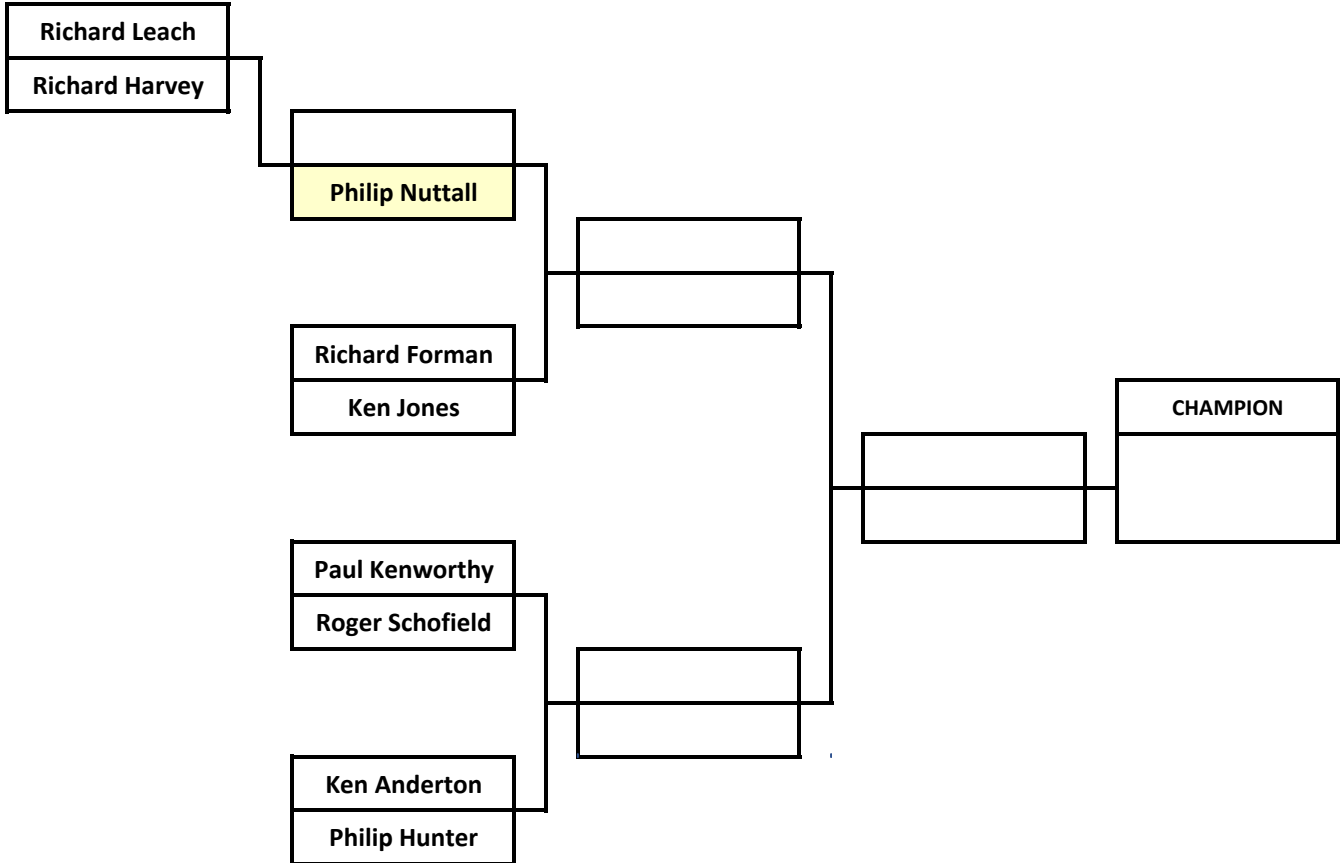 Richard Leach
Richard Harvey
Philip Nuttall
Richard Forman
Ken Jones
CHAMPION
Paul Kenworthy
Roger Schofield
Ken Anderton
Philip Hunter